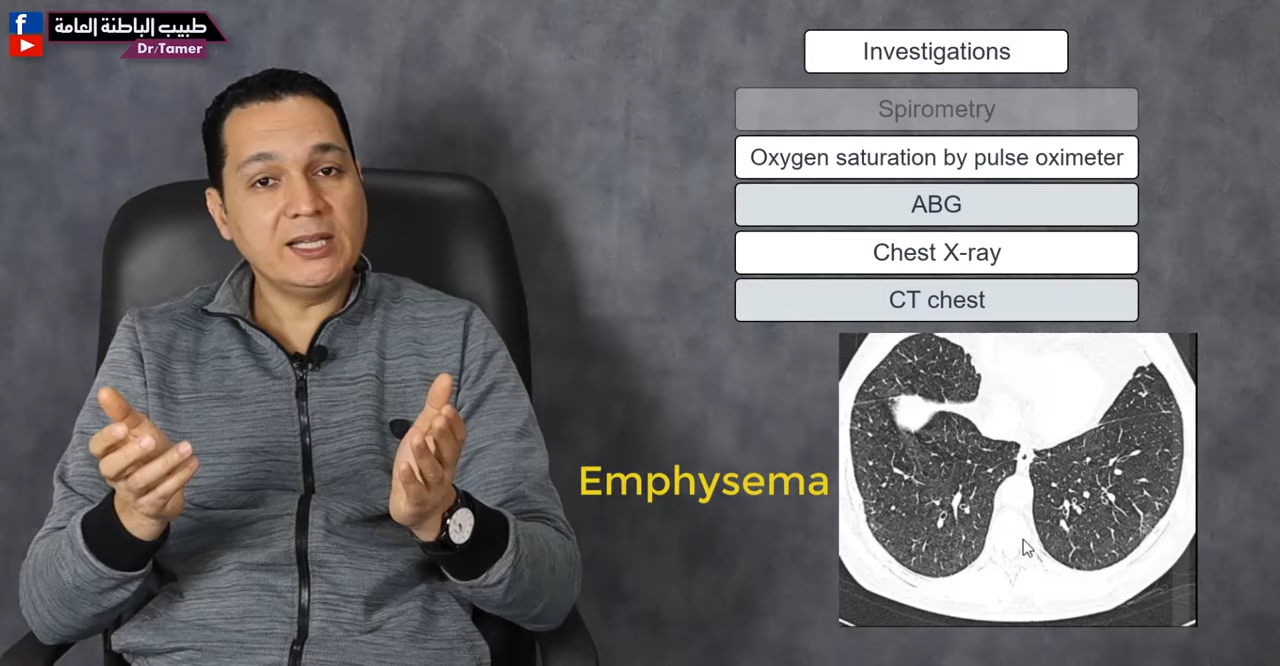 طبيب الباطنة العامة
Dr/Tamer
Investigations
Spirometry
Oxygen saturation by pulse oximeter
ABG
Chest X-ray
CT chest
Emphysema